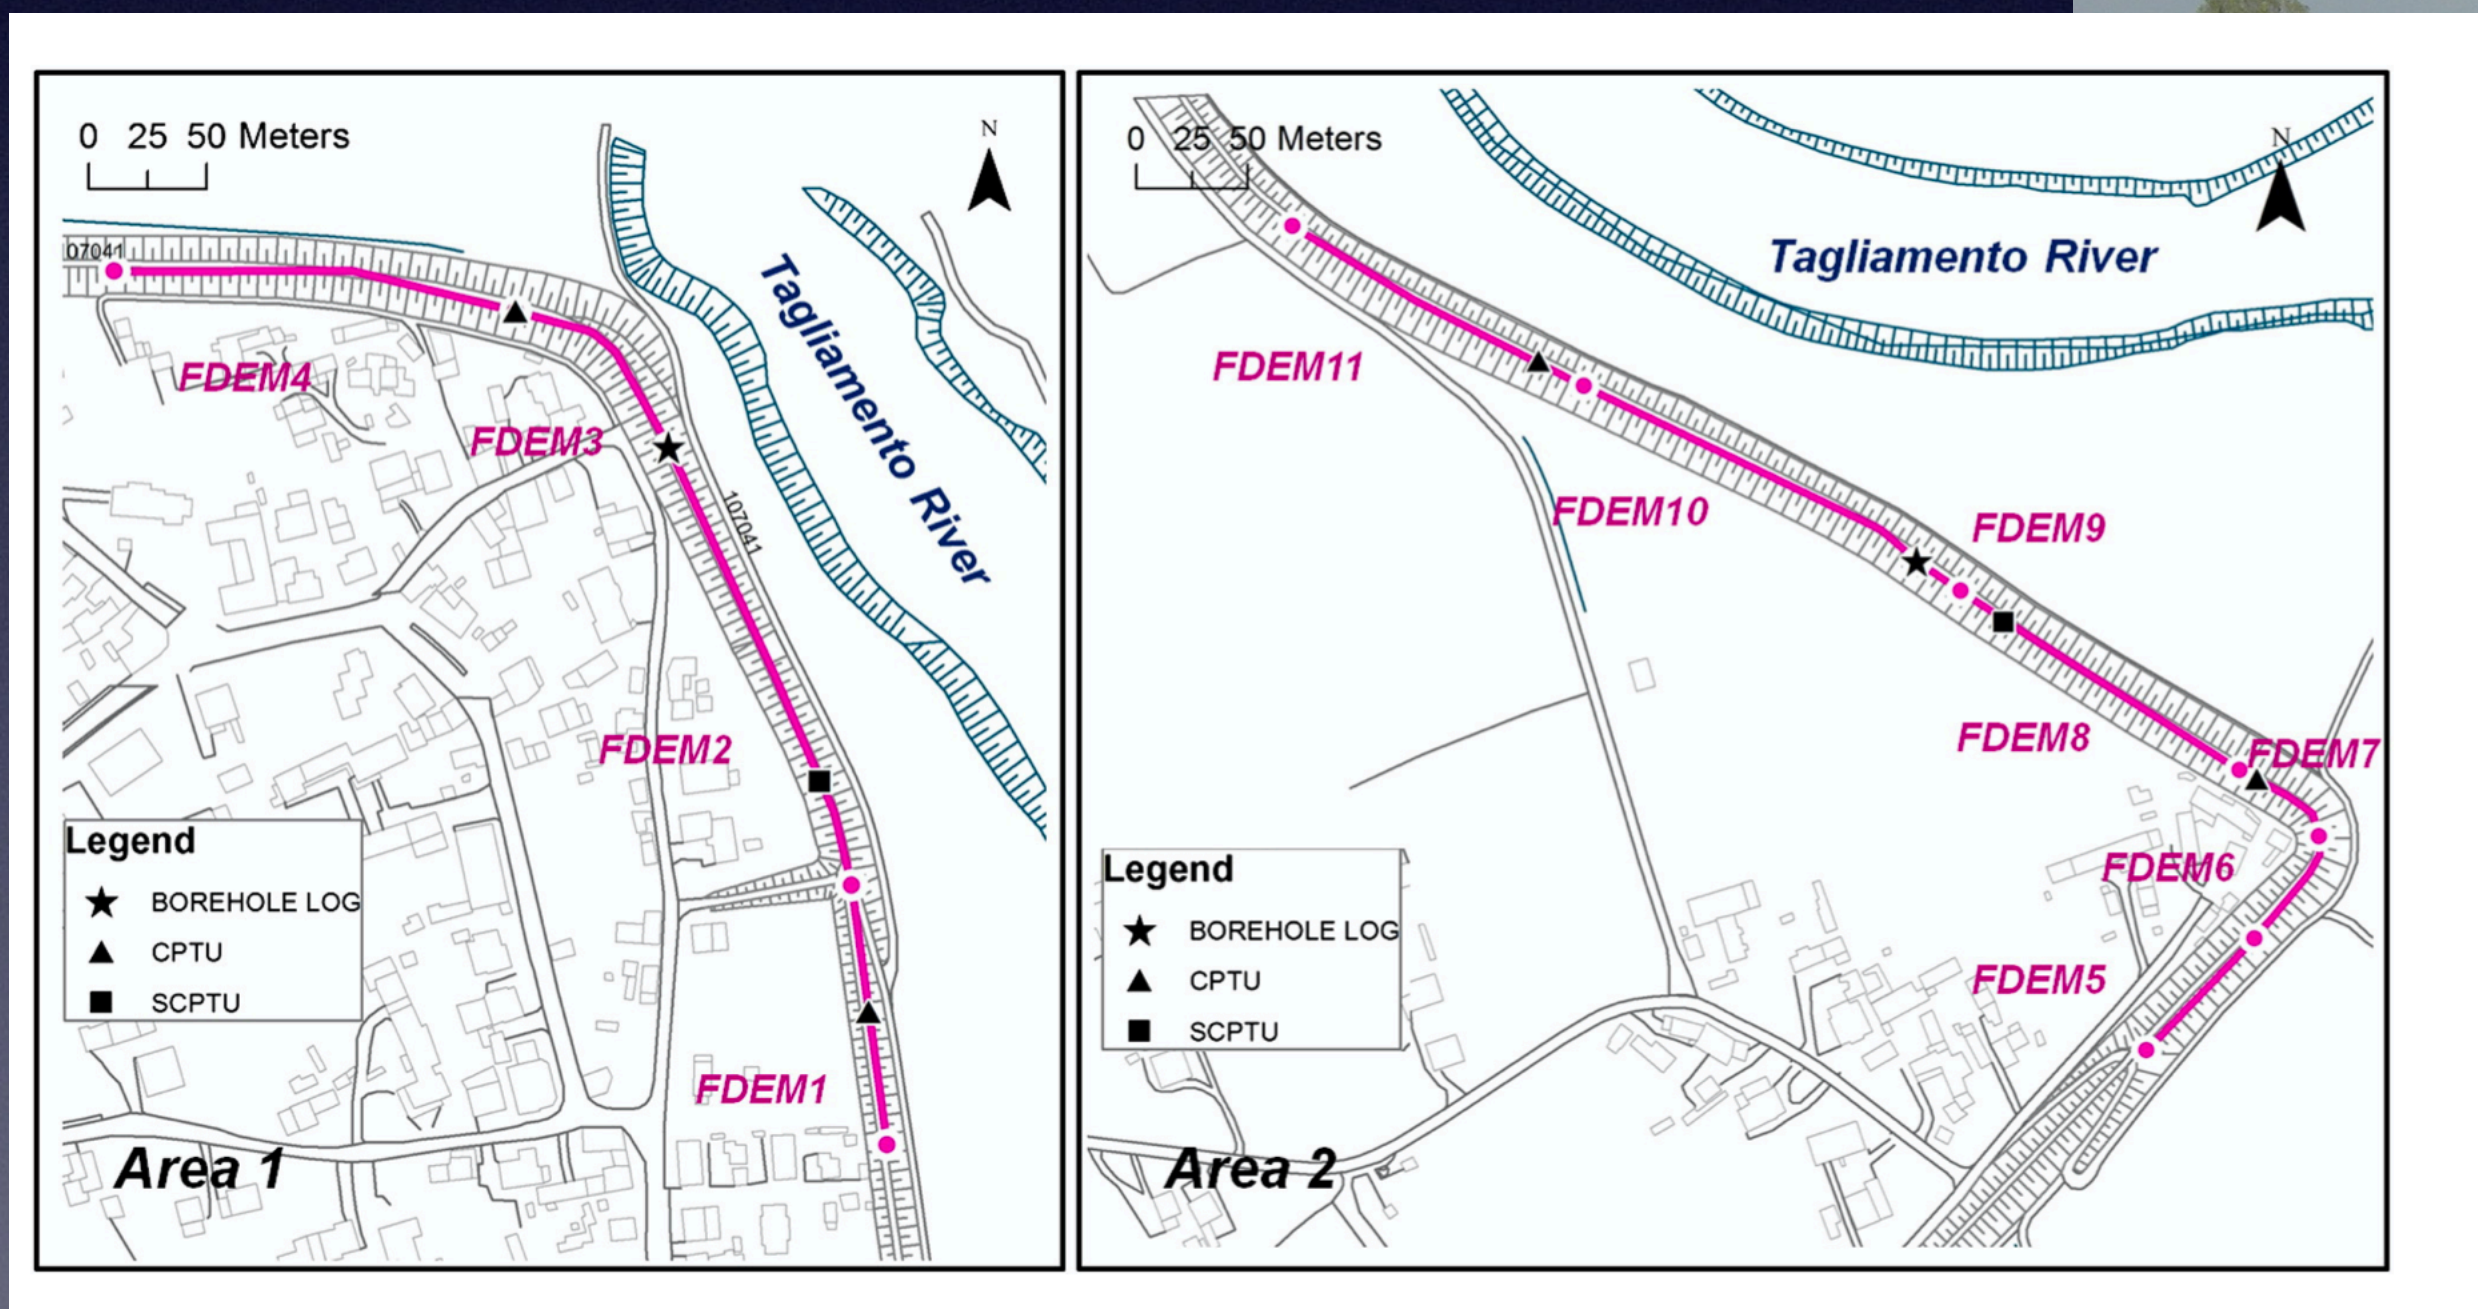 0 25 50 Meters
N
07041
Tagliamento River
FDEM4
FDEM3
107041
FDEM2
Legend
BOREHOLE LOG
CPTU
SCPTU
FDEM1
Area 1
0 25 50 Meters
N
Tagliamento River
FDEM11
FDEM10
FDEM9
FDEM8
FDEM7
FDEM6
Legend
BOREHOLE LOG
CPTU
SCPTU
FDEM5
Area 2